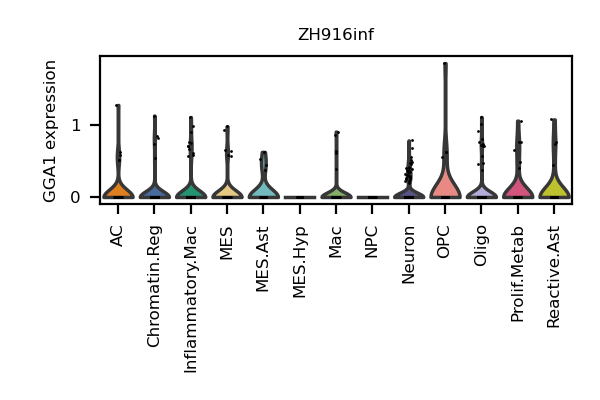 ZH916inf
GGA1 expression
1
0
AC
Chromatin.Reg
Inflammatory.Mac
MES
MES.Ast
MES.Hyp
Mac
NPC
Neuron
OPC
Oligo
Prolif.Metab
Reactive.Ast